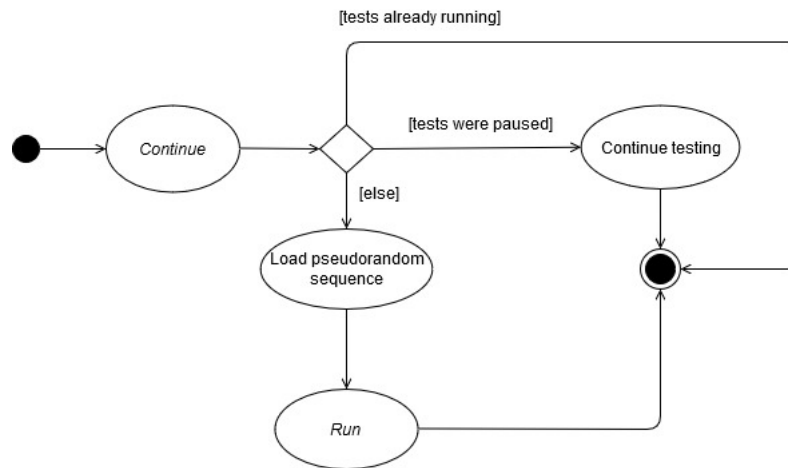 [tests already running]
[tests were paused]
Continue
Continue testing
[else]
Load pseudorandom
sequence
Run